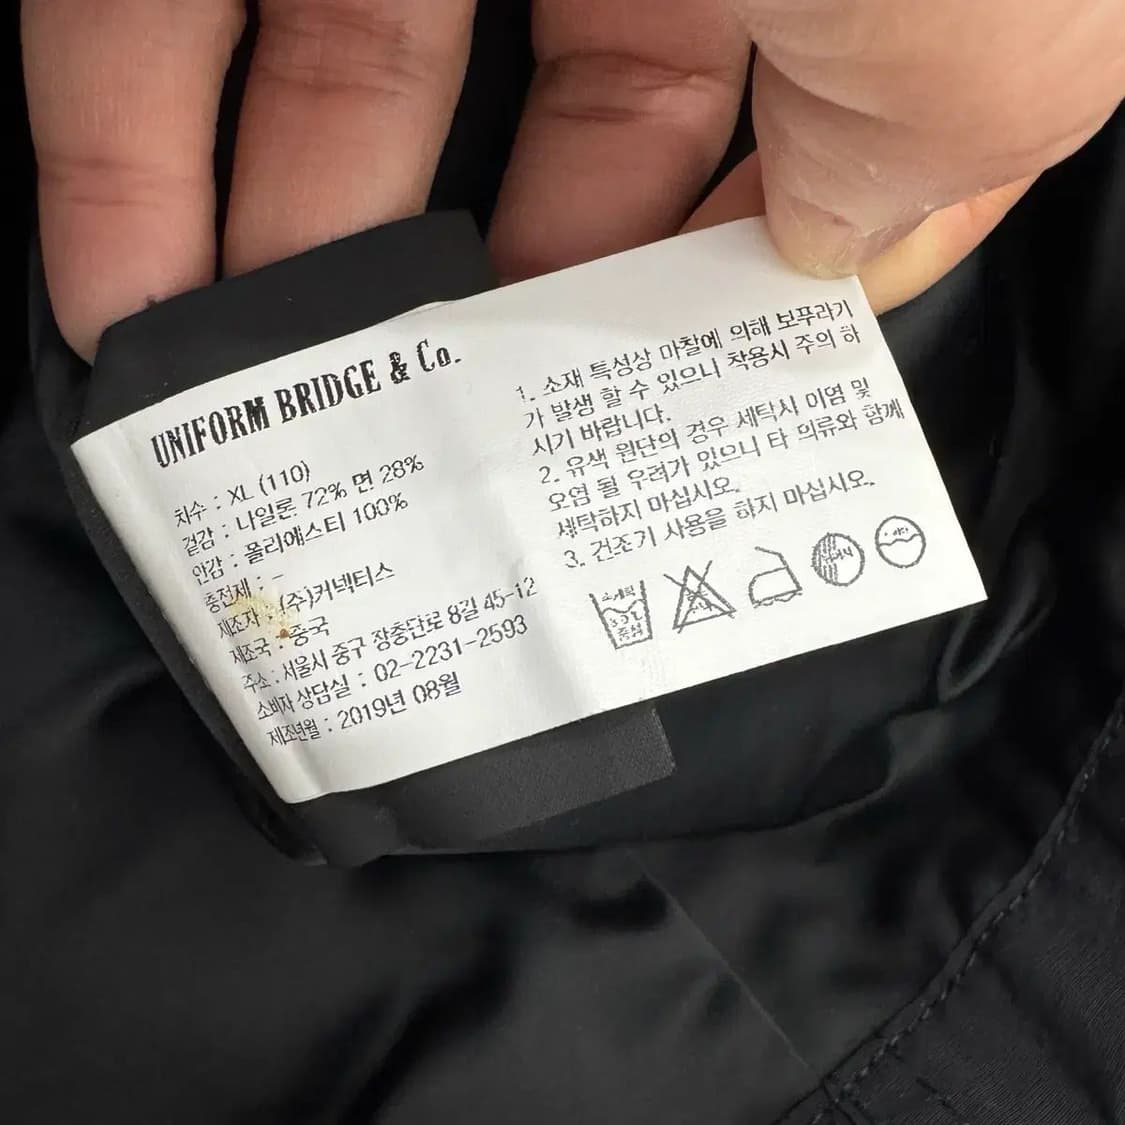 UNIFORM BRIDGE & Co.
치수 : XL (110)
겉감 : 나일론 72% 면 28%
안감 : 폴리에스터 100%
충전제 : -
제조자 : (주)커넥티스
제조국 : 중국
주소 : 서울시 중구 장충단로 8길 45-12
소비자 상담실 : 02-2231-2593
제조년월 : 2019년 08월
1. 소재 특성상 마찰에 의해 보푸라기
가 발생 할 수 있으니 착용시 주의 하
시기 바랍니다.
2. 유색 원단의 경우 세탁시 이염 및
오염 될 우려가 있으니 타 의류와 함께
세탁하지 마십시오.
3. 건조기 사용을 하지 마십시오.